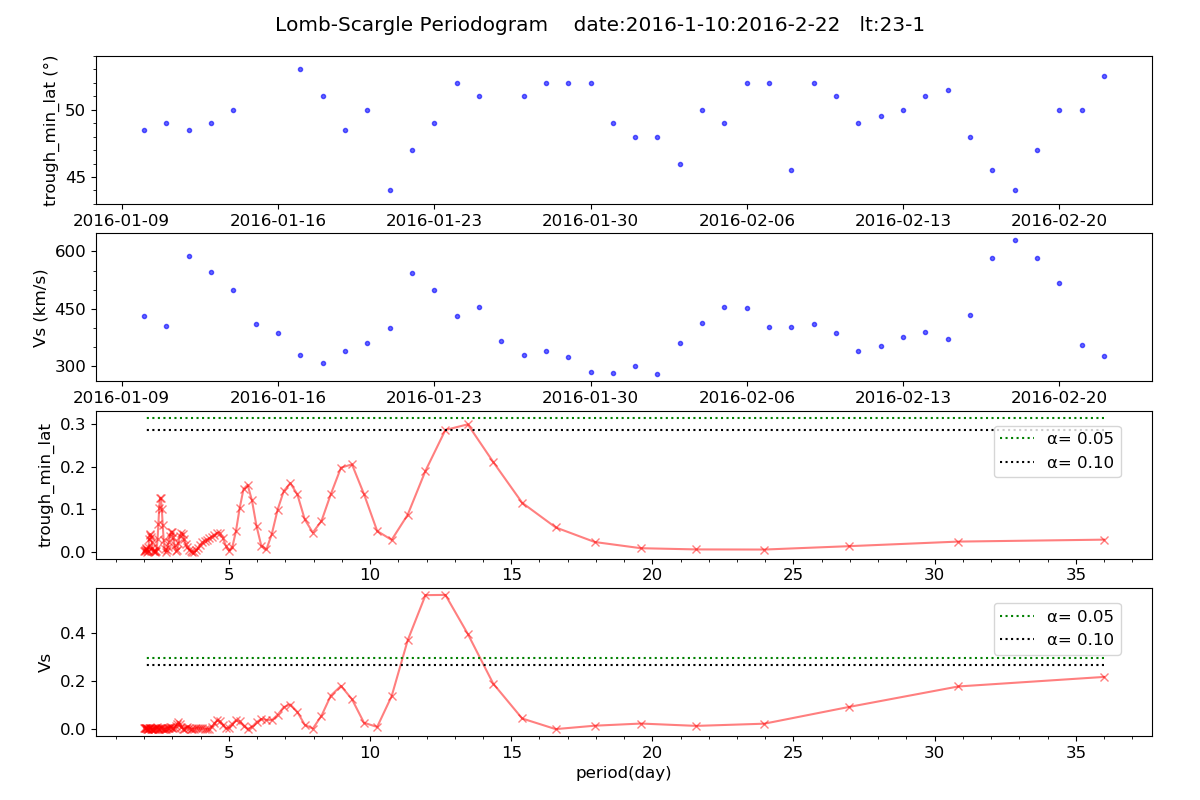 Lomb-Scargle Periodogram    date:2016-1-10:2016-2-22   lt:23-1
trough_min_lat (°)
50
45
2016-01-09 2016-01-16 2016-01-23 2016-01-30 2016-02-06 2016-02-13 2016-02-20
Vs (km/s)
600
450
300
2016-01-09 2016-01-16 2016-01-23 2016-01-30 2016-02-06 2016-02-13 2016-02-20
trough_min_lat
0.3
0.2
0.1
0.0
α= 0.05
α= 0.10
5 10 15 20 25 30 35
Vs
0.4
0.2
0.0
α= 0.05
α= 0.10
5 10 15 20 25 30 35
period(day)